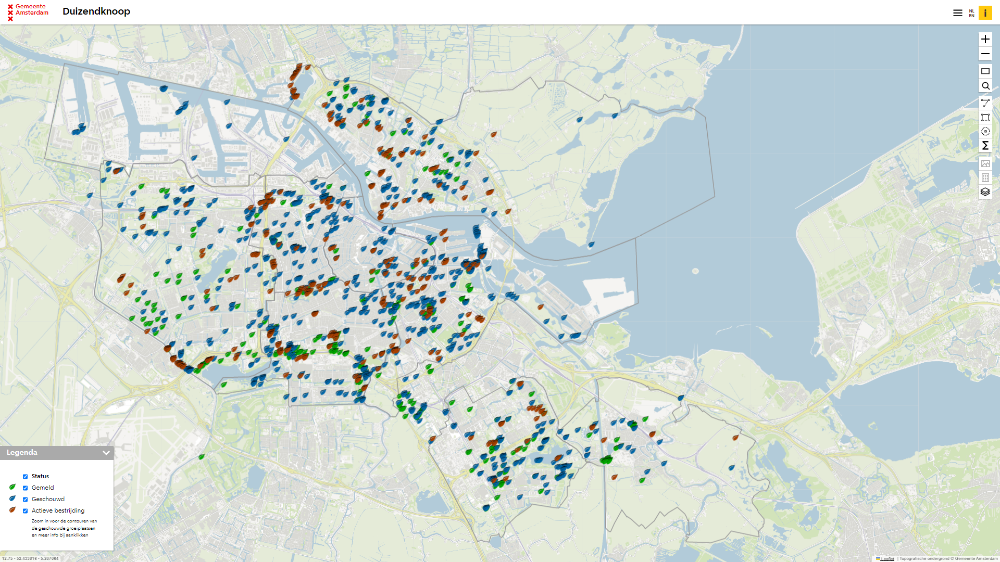 Gemeente
Amsterdam
Duizendknoop
NL
EN
i
Legenda
Status
Gemeld
Geschouwd
Actieve bestrijding
Zoom in voor de contouren van
de geschouwde groeiplaatsen
en meer info bij aanklikken
12.75 - 52.433816 - 5.207064
Leaflet | Topografische ondergrond © Gemeente Amsterdam